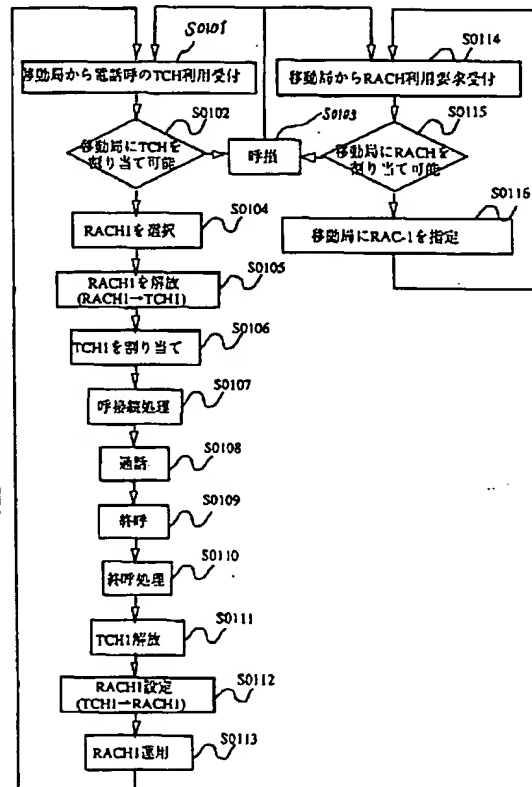 S0101
移動局から電話呼のTCH利用受付
S0102
移動局にTCHを
割り当て可能
S0103
呼損
S0114
移動局からRACH利用要求受付
S0115
移動局にRACHを
割り当て可能
S0116
移動局にRAC-1を指定
S0104
RACH1を選択
S0105
RACH1を解放
(RACH1→TCH1)
S0106
TCH1を割り当て
S0107
呼接続処理
S0108
通話
S0109
終呼
S0110
終呼処理
S0111
TCH1解放
S0112
RACH1設定
(TCH1→RACH1)
S0113
RACH1運用